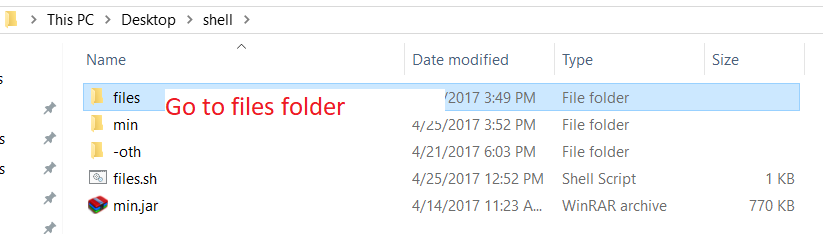 This PC > Desktop > shell >
Name Date modified Type Size
files Go to files folder /2017 3:49 PM File folder
min 4/25/2017 3:52 PM File folder
-oth 4/21/2017 6:03 PM File folder
files.sh 4/25/2017 12:52 PM Shell Script 1 KB
min.jar 4/14/2017 11:23 A... WinRAR archive 770 KB